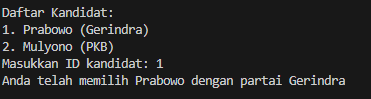 Daftar Kandidat:
1. Prabowo (Gerindra)
2. Mulyono (PKB)
Masukkan ID kandidat: 1
Anda telah memilih Prabowo dengan partai Gerindra